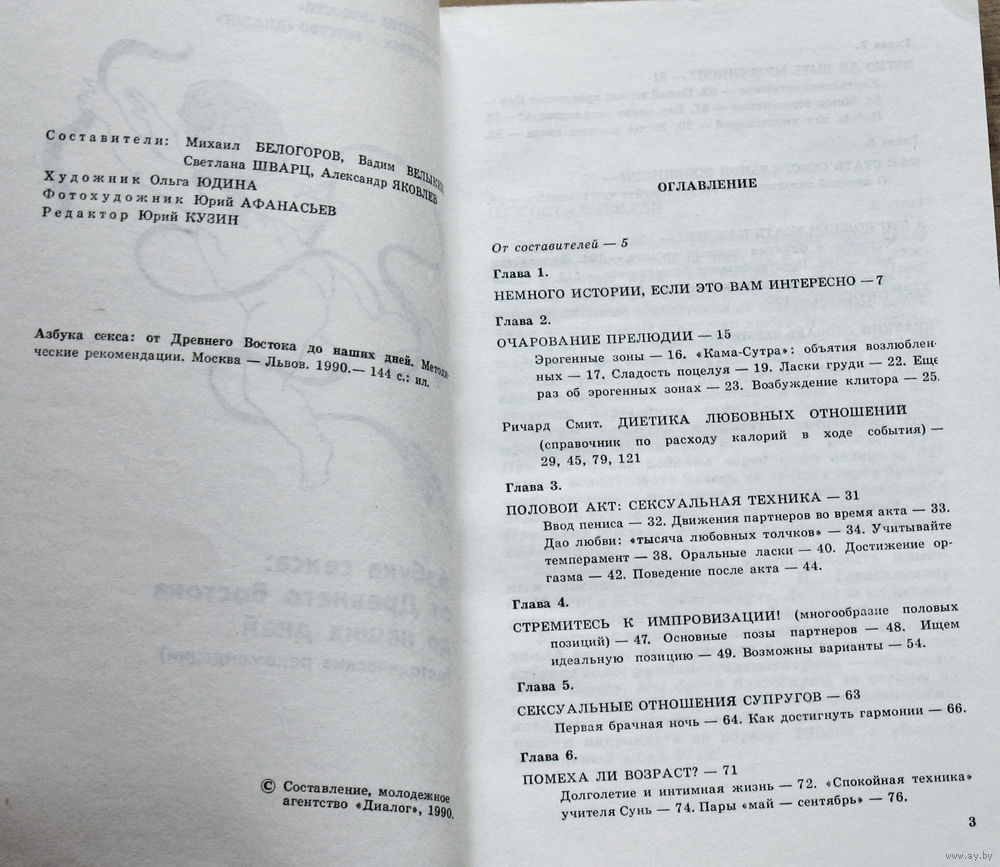 Составители: Михаил БЕЛОГОРОВ, Вадим
Светлана ШВАРЦ, Александр ЯКОВЛЕВ
Художник Ольга ЮДИНА
Фотохудожник Юрий АФАНАСЬЕВ
Редактор Юрий КУЗИН
Азбука секса: от Древнего Востока до наших дней. Методи-
ческие рекомендации. Москва — Львов. 1990.— 144 с.: ил.
© Составление, молодежное
агентство «Диалог», 1990.
ОГЛАВЛЕНИЕ
От составителей — 5
Глава 1.
НЕМНОГО ИСТОРИИ, ЕСЛИ ЭТО ВАМ ИНТЕРЕСНО — 7
Глава 2.
ОЧАРОВАНИЕ ПРЕЛЮДИИ — 15
Эрогенные зоны — 16. «Кама-Сутра»: объятия возлюблен-
ных — 17. Сладость поцелуя — 19. Ласки груди — 22. Еще
раз об эрогенных зонах — 23. Возбуждение клитора — 25.
Ричард Смит. ДИЕТИКА ЛЮБОВНЫХ ОТНОШЕНИЙ
(справочник по расходу калорий в ходе события) —
29, 45, 79, 121
Глава 3.
ПОЛОВОЙ АКТ: СЕКСУАЛЬНАЯ ТЕХНИКА — 31
Ввод пениса — 32. Движения партнеров во время акта — 33.
Дао любви: «тысяча любовных толчков» — 34. Учитывайте
темперамент — 38. Оральные ласки — 40. Достижение ор-
газма — 42. Поведение после акта — 44.
Глава 4.
СТРЕМИТЕСЬ К ИМПРОВИЗАЦИИ! (многообразие половых
позиций) — 47. Основные позы партнеров — 48. Ищем
идеальную позицию — 49. Возможны варианты — 54.
Глава 5.
СЕКСУАЛЬНЫЕ ОТНОШЕНИЯ СУПРУГОВ — 63
Первая брачная ночь — 64. Как достигнуть гармонии — 66.
Глава 6.
ПОМЕХА ЛИ ВОЗРАСТ? — 71
Долголетие и интимная жизнь — 72. «Спокойная техника»
учителя Сунь — 74. Пары «май — сентябрь» — 76.
3
www.ay.by